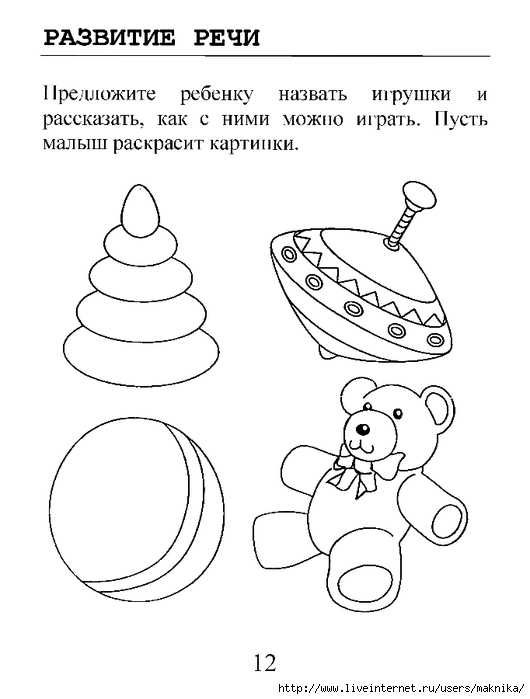 РАЗВИТИЕ РЕЧИ
Предложите ребенку назвать игрушки и
рассказать, как с ними можно играть. Пусть
малыш раскрасит картинки.
12
http://www.liveinternet.ru/users/maknika/